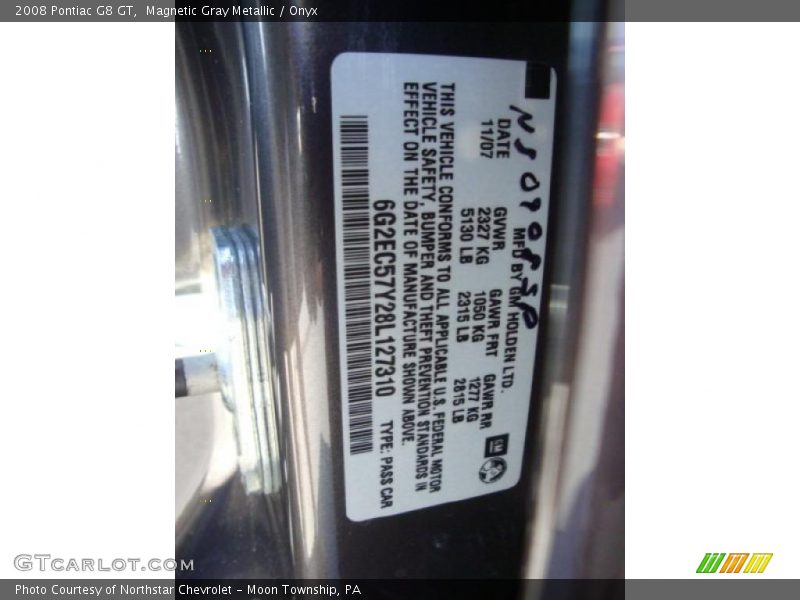 2008 Pontiac G8 GT, Magnetic Gray Metallic / Onyx
MFD BY GM HOLDEN LTD.
DATE GVWR GAWR FRT GAWR RR
11/07 2327 KG 1050 KG 1277 KG
5130 LB 2315 LB 2815 LB
THIS VEHICLE CONFORMS TO ALL APPLICABLE U.S. FEDERAL MOTOR
VEHICLE SAFETY, BUMPER AND THEFT PREVENTION STANDARDS IN
EFFECT ON THE DATE OF MANUFACTURE SHOWN ABOVE.
6G2EC57Y28L127310 TYPE: PASS CAR
GM
GTCARLOT.COM
Photo Courtesy of Northstar Chevrolet - Moon Township, PA